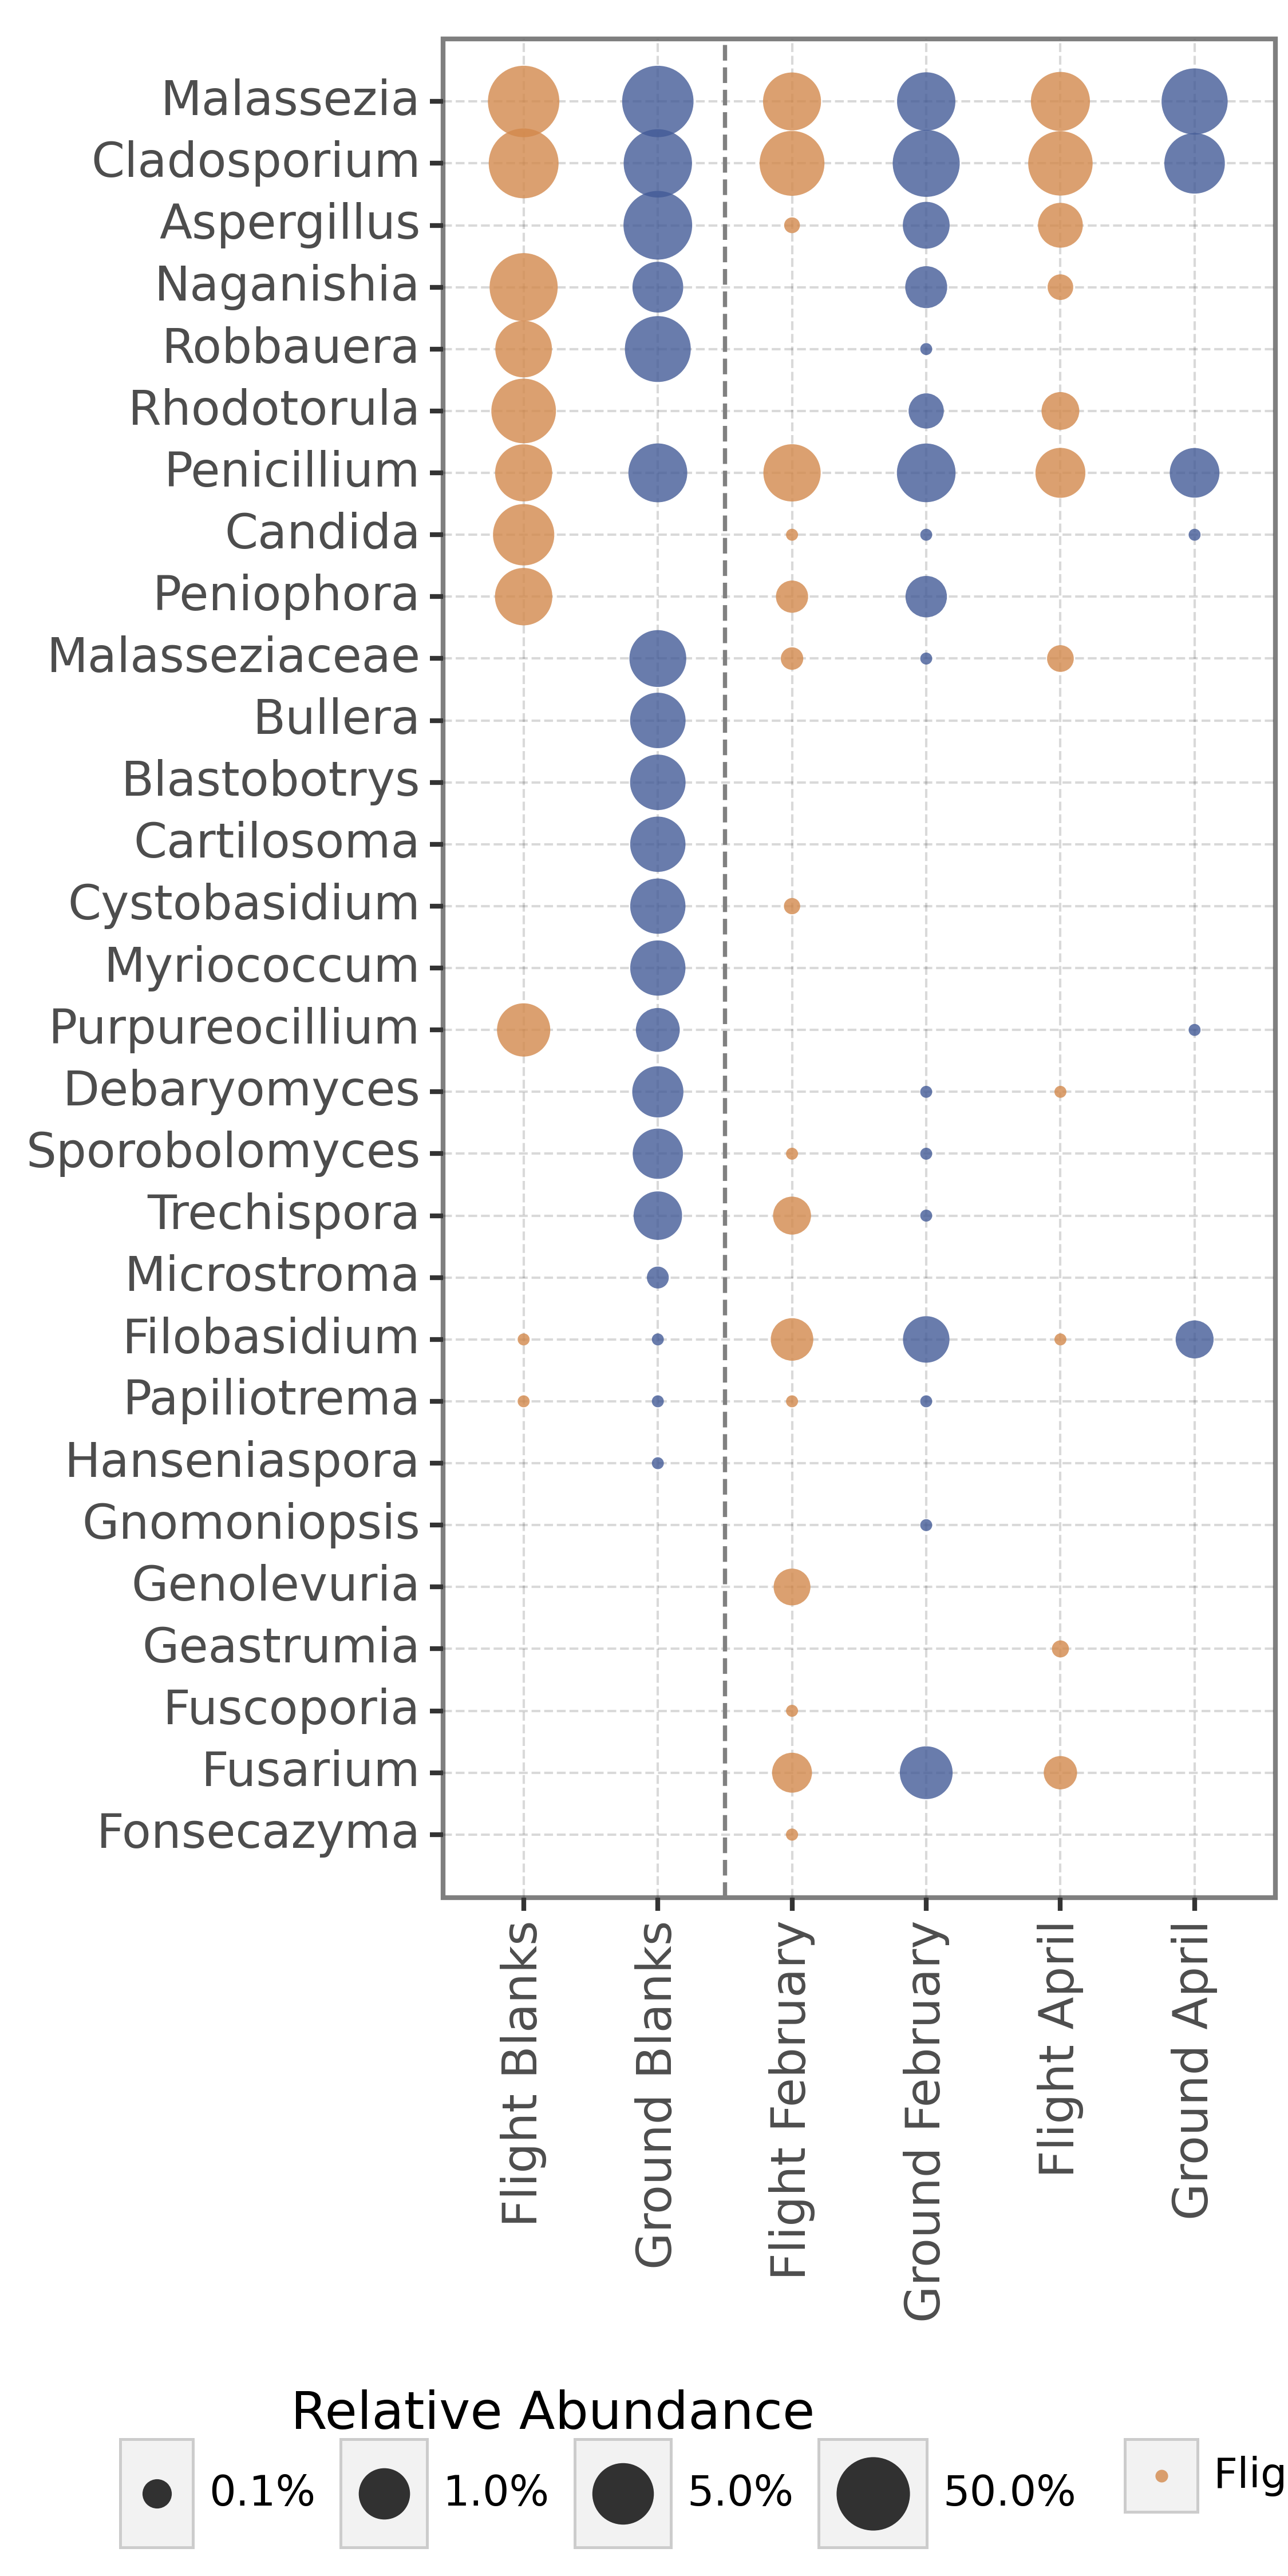 Malassezia
Cladosporium
Aspergillus
Naganishia
Robbauera
Rhodotorula
Penicillium
Candida
Peniophora
Malasseziaceae
Bullera
Blastobotrys
Cartilosoma
Cystobasidium
Myriococcum
Purpureocillium
Debaryomyces
Sporobolomyces
Trechispora
Microstroma
Filobasidium
Papiliotrema
Hanseniaspora
Gnomoniopsis
Genolevuria
Geastrumia
Fuscoporia
Fusarium
Fonsecazyma
Flight Blanks
Ground Blanks
Flight February
Ground February
Flight April
Ground April
Relative Abundance
0.1% 1.0% 5.0% 50.0% Flig